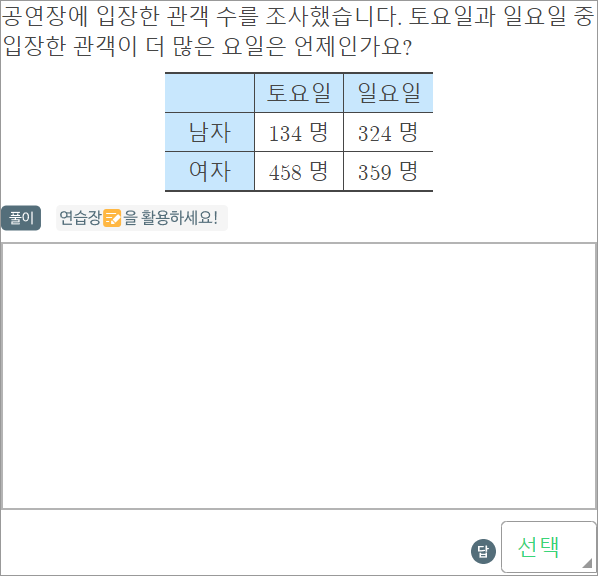 공연장에 입장한 관객 수를 조사했습니다. 토요일과 일요일 중
입장한 관객이 더 많은 요일은 언제인가요?
토요일 일요일
남자 134 명 324 명
여자 458 명 359 명
풀이 연습장을 활용하세요!
답 선택